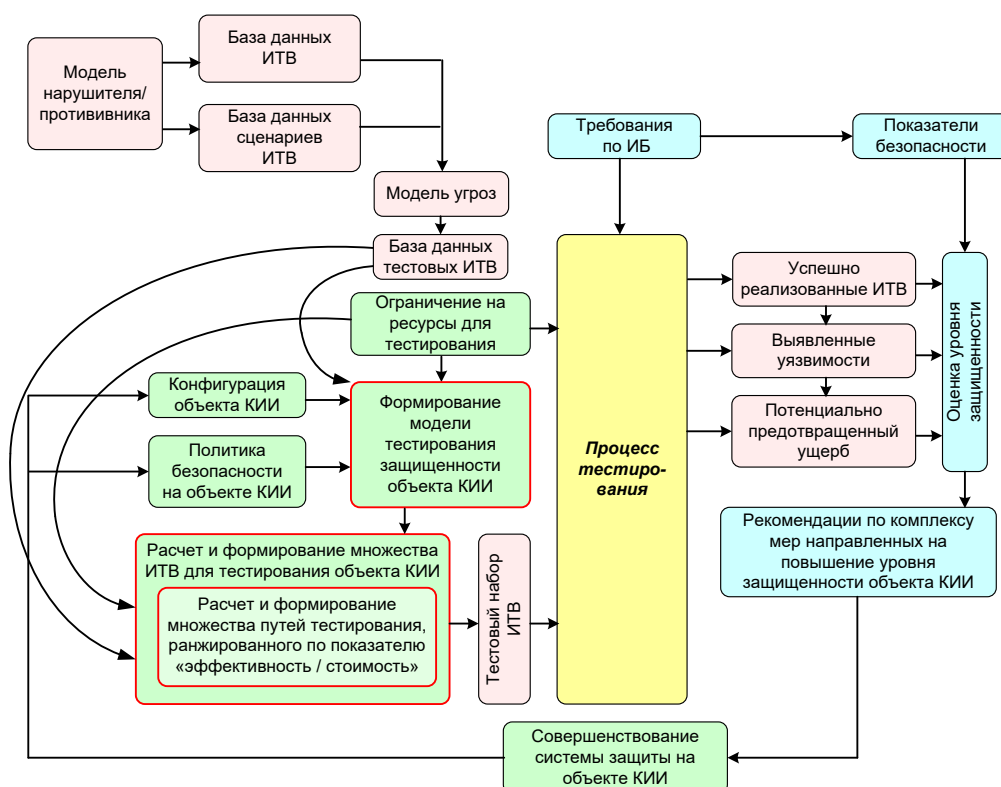 База данных
ИТВ
Модель
нарушителя/
протививника
База данных
сценариев
ИТВ
Требования
по ИБ
Показатели
безопасности
Модель угроз
База данных
тестовых ИТВ
Успешно
реализованные ИТВ
Ограничение на
ресурсы для
тестирования
Выявленные
уязвимости
Оценка уровня
защищенности
Конфигурация
объекта КИИ
Формирование
модели
тестирования
защищенности
объекта КИИ
Потенциально
предотвращенный
ущерб
Политика
безопасности
на объекте КИИ
Процесс
тестиро-
вания
Рекомендации по комплексу
мер направленных на
повышение уровня
защищенности объекта КИИ
Расчет и формирование множества
ИТВ для тестирования объекта КИИ
Расчет и формирование
множества путей тестирования,
ранжированного по показателю
«эффективность / стоимость»
Тестовый набор
ИТВ
Совершенствование
системы защиты на
объекте КИИ